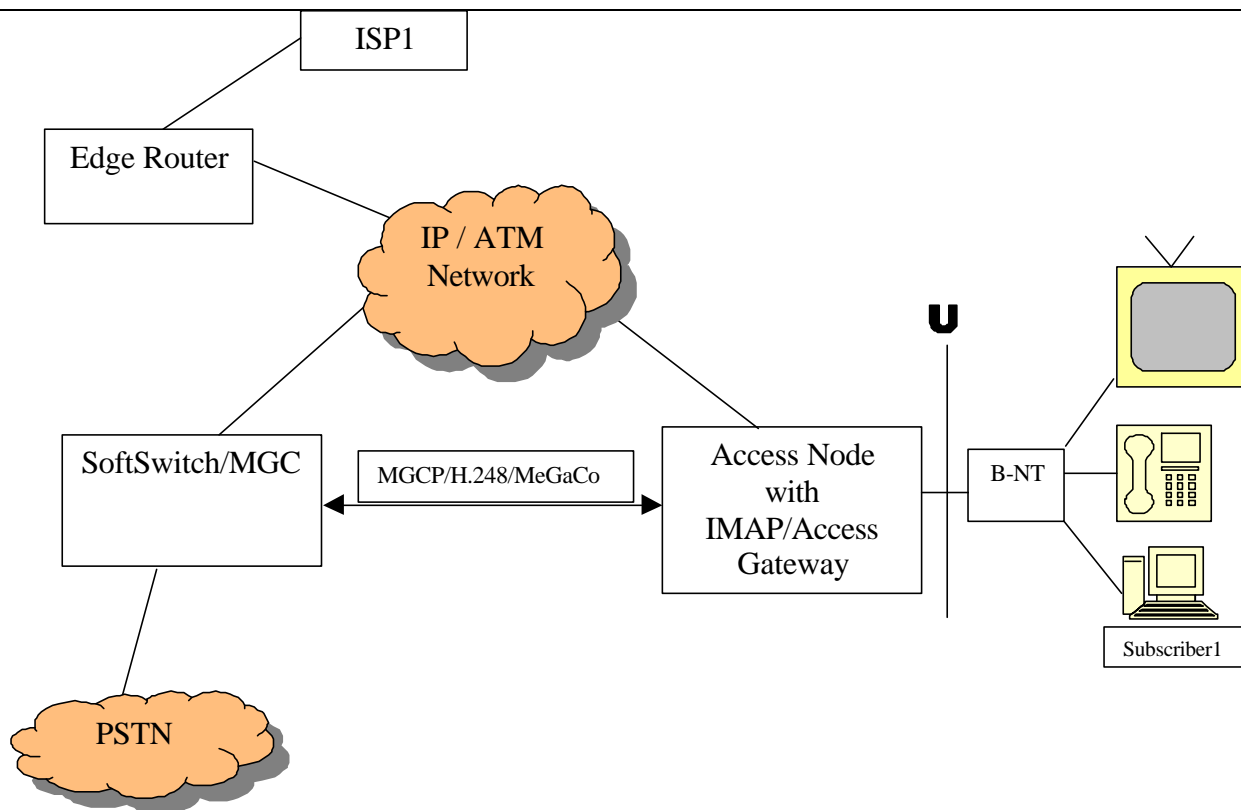 ISP1
Edge Router
IP / ATM
Network
U
SoftSwitch/MGC
MGCP/H.248/MeGaCo
Access Node
with
IMAP/Access
Gateway
B-NT
Subscriber1
PSTN